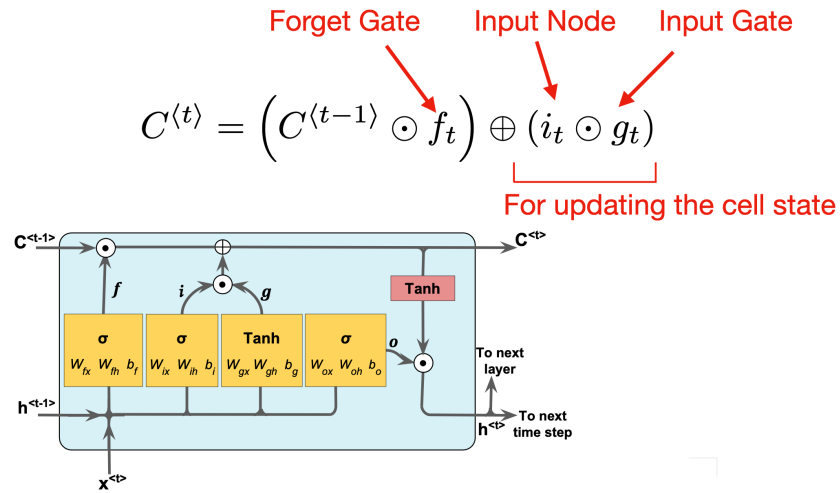 Forget Gate Input Node Input Gate
C⟨t⟩ = (C⟨t−1⟩ ⊙ f_t) ⊕ (i_t ⊙ g_t)
For updating the cell state
C<t-1> C<t>
f i g Tanh
σ σ Tanh σ o
W_fx W_fh b_f W_ix W_ih b_i W_gx W_gh b_g W_ox W_oh b_o
To next
layer
h<t-1> h<t> To next
time step
x<t>